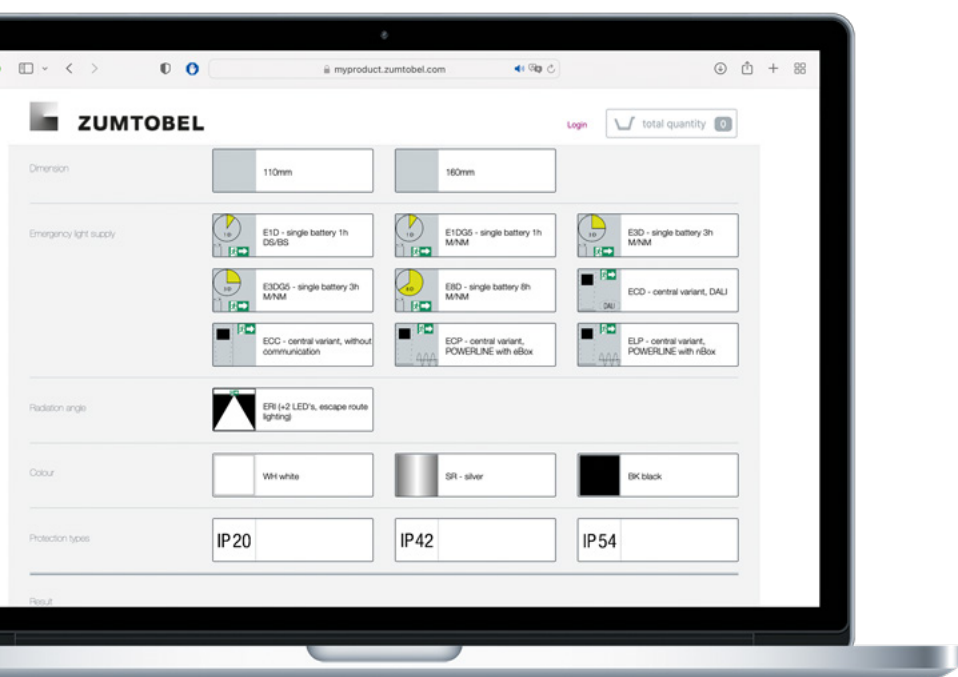 myproduct.zumtobel.com
ZUMTOBEL
Login
total quantity 0
Dimension
110mm
160mm
Emergency light supply
E1D - single battery 1h
DS/BS
E1DG5 - single battery 1h
M/NM
E3D - single battery 3h
M/NM
E3DG5 - single battery 3h
M/NM
E8D - single battery 8h
M/NM
ECD - central variant, DALI
DALI
ECC - central variant, without
communication
ECP - central variant,
POWERLINE with eBox
ELP - central variant,
POWERLINE with nBox
Radiation angle
ERI (+2 LED's, escape route
lighting)
Colour
WH white
SR - silver
BK black
Protection types
IP20
IP42
IP54
Result